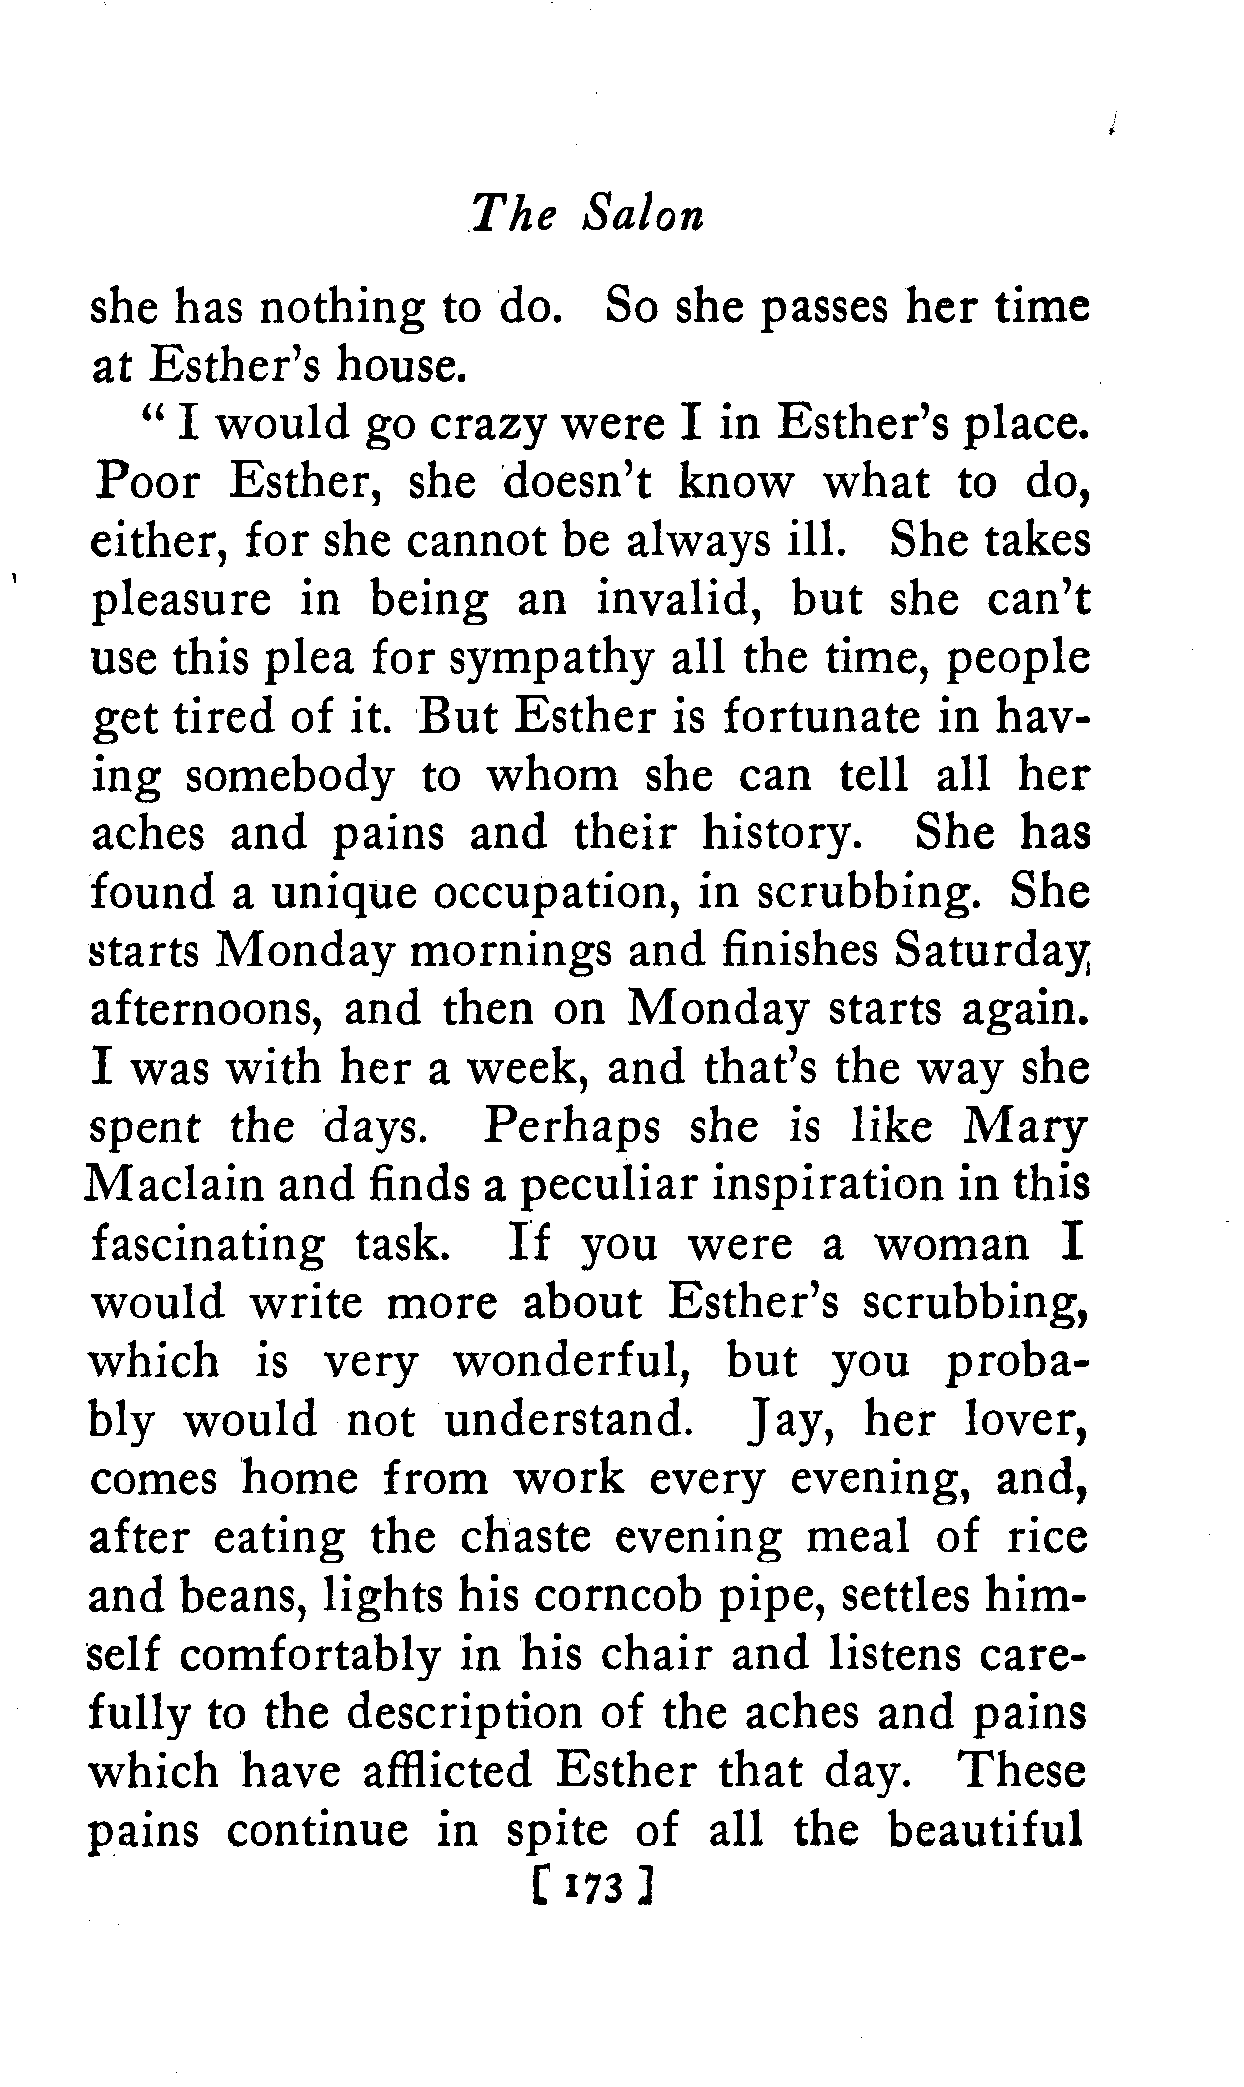 The Salon
she has nothing to do. So she passes her time
at Esther's house.
" I would go crazy were I in Esther's place.
Poor Esther, she doesn't know what to do,
either, for she cannot be always ill. She takes
pleasure in being an invalid, but she can't
use this plea for sympathy all the time, people
get tired of it. But Esther is fortunate in hav-
ing somebody to whom she can tell all her
aches and pains and their history. She has
found a unique occupation, in scrubbing. She
starts Monday mornings and finishes Saturday
afternoons, and then on Monday starts again.
I was with her a week, and that's the way she
spent the days. Perhaps she is like Mary
Maclain and finds a peculiar inspiration in this
fascinating task. If you were a woman I
would write more about Esther's scrubbing,
which is very wonderful, but you proba-
bly would not understand. Jay, her lover,
comes home from work every evening, and,
after eating the chaste evening meal of rice
and beans, lights his corncob pipe, settles him-
self comfortably in his chair and listens care-
fully to the description of the aches and pains
which have afflicted Esther that day. These
pains continue in spite of all the beautiful
[ 173 ]